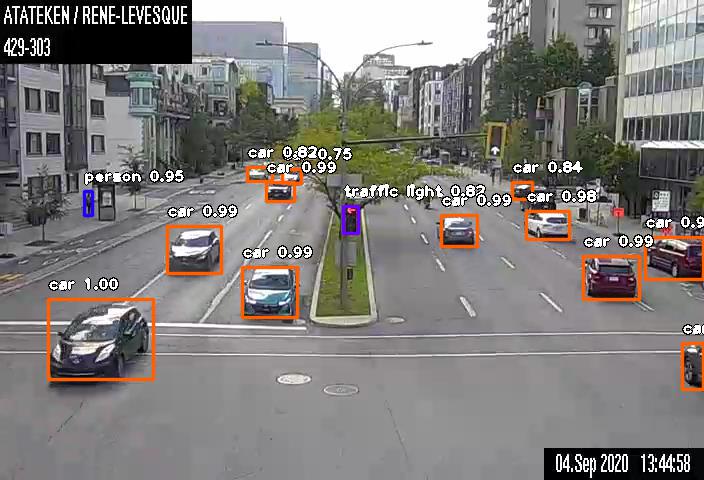 ATATEKEN / RENE-LEVESQUE
429-303
car 0.82
0.75
car 0.99
car 0.84
person 0.95
traffic light 0.82
car 0.98
car 0.99
car 0.99
car 0.9
car 0.99
car 0.99
car 1.00
04.Sep 2020 13:44:58